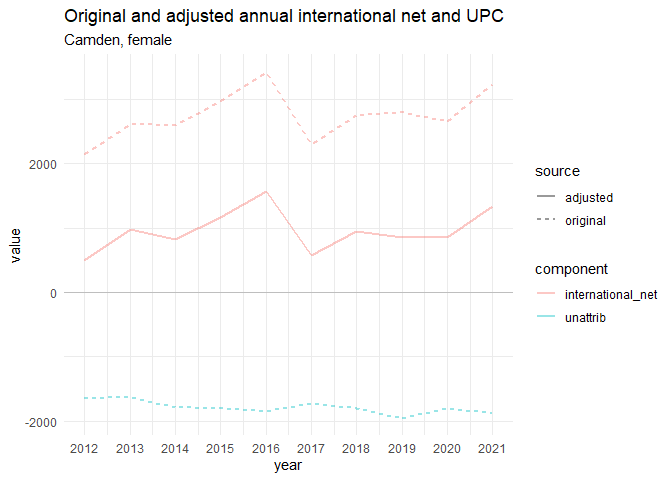 Original and adjusted annual international net and UPC
Camden, female
value
2000
0
-2000
2012 2013 2014 2015 2016 2017 2018 2019 2020 2021
year
source
adjusted
original
component
international_net
unattrib